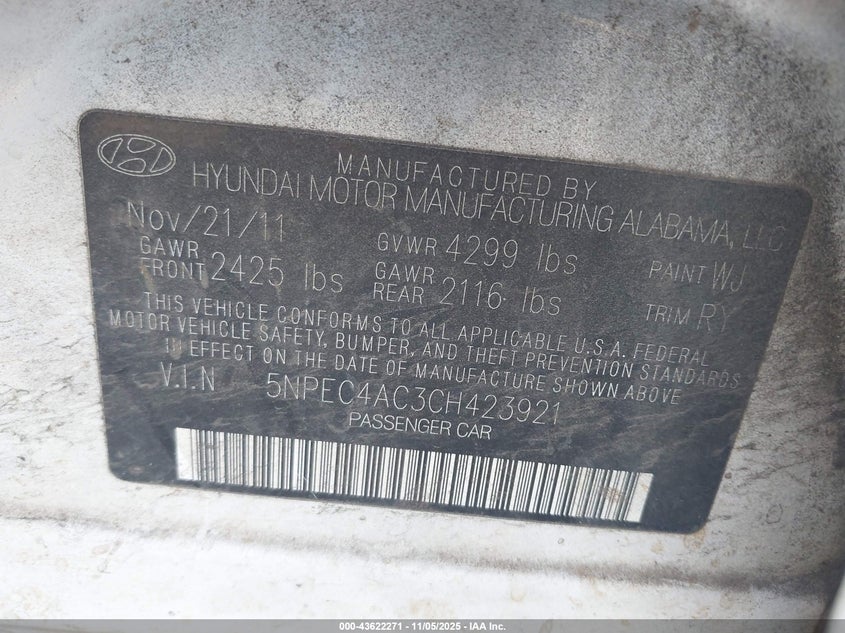 MANUFACTURED BY
HYUNDAI MOTOR MANUFACTURING ALABAMA, LLC
Nov/21/11 GVWR 4299 lbs PAINT WJ
GAWR FRONT 2425 lbs GAWR REAR 2116 lbs TRIM RY
THIS VEHICLE CONFORMS TO ALL APPLICABLE U.S.A. FEDERAL
MOTOR VEHICLE SAFETY, BUMPER, AND THEFT PREVENTION STANDARDS
IN EFFECT ON THE DATE OF MANUFACTURE SHOWN ABOVE
V.I.N 5NPEC4AC3CH423921
PASSENGER CAR
000-43622271 - 11/05/2025 - IAA Inc.